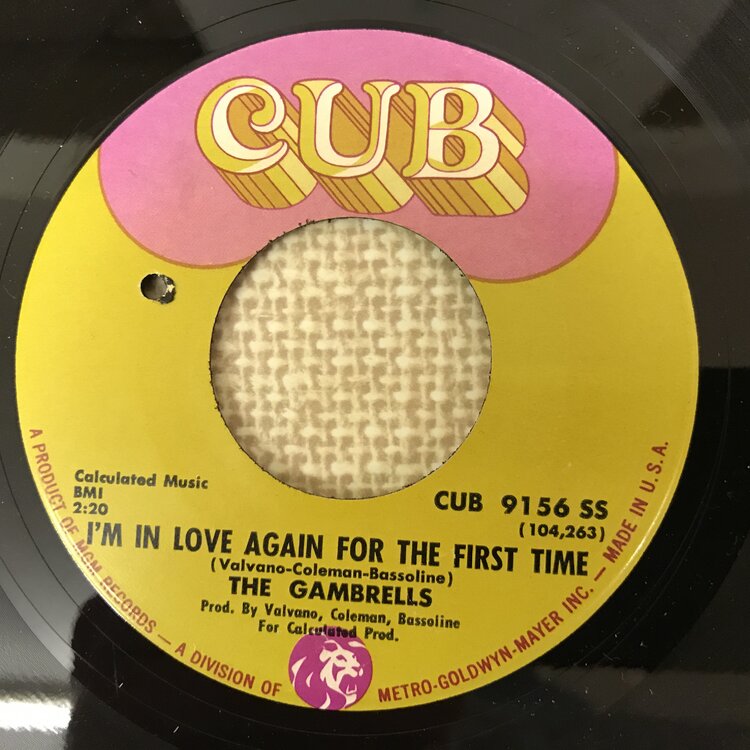 CUB
Calculated Music
BMI
2:20
CUB 9156 SS
(104,263)
I'M IN LOVE AGAIN FOR THE FIRST TIME
(Valvano-Coleman-Bassoline)
THE GAMBRELLS
Prod. By Valvano, Coleman, Bassoline
For Calculated Prod.
A PRODUCT OF MGM RECORDS — A DIVISION OF METRO-GOLDWYN-MAYER INC. — MADE IN U.S.A.